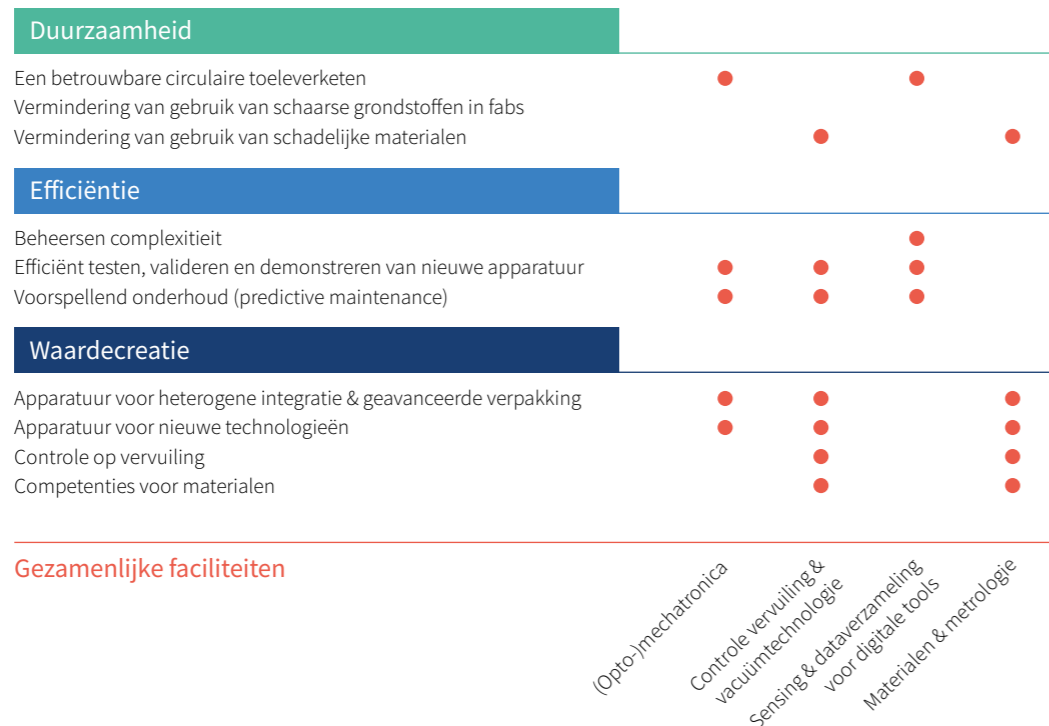 Duurzaamheid
Een betrouwbare circulaire toeleverketen
Vermindering van gebruik van schaarse grondstoffen in fabs
Vermindering van gebruik van schadelijke materialen
Efficiëntie
Beheersen complexitieit
Efficiënt testen, valideren en demonstreren van nieuwe apparatuur
Voorspellend onderhoud (predictive maintenance)
Waardecreatie
Apparatuur voor heterogene integratie & geavanceerde verpakking
Apparatuur voor nieuwe technologieën
Controle op vervuiling
Competenties voor materialen
Gezamenlijke faciliteiten
(Opto-)mechatronica
Controle vervuiling &
vacuümtechnologie
Sensing & dataverzameling
voor digitale tools
Materialen & metrologie